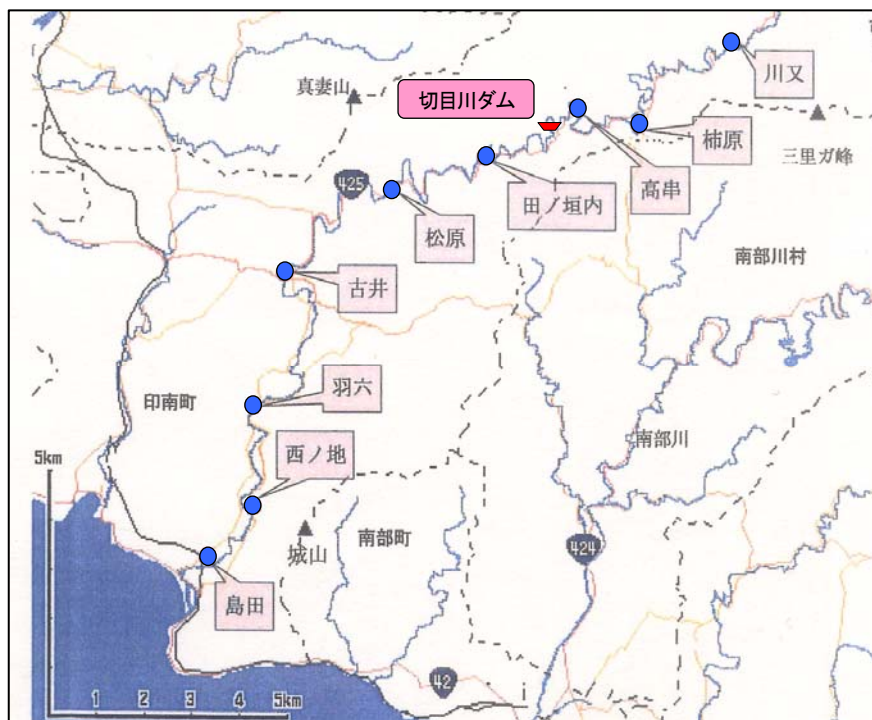 川又
真妻山
切目川ダム
柿原
三里ガ峰
高串
425
田ノ垣内
松原
南部川村
古井
羽六
印南町
南部川
西ノ地
5km
城山
南部町
424
島田
42
1 2 3 4 5km